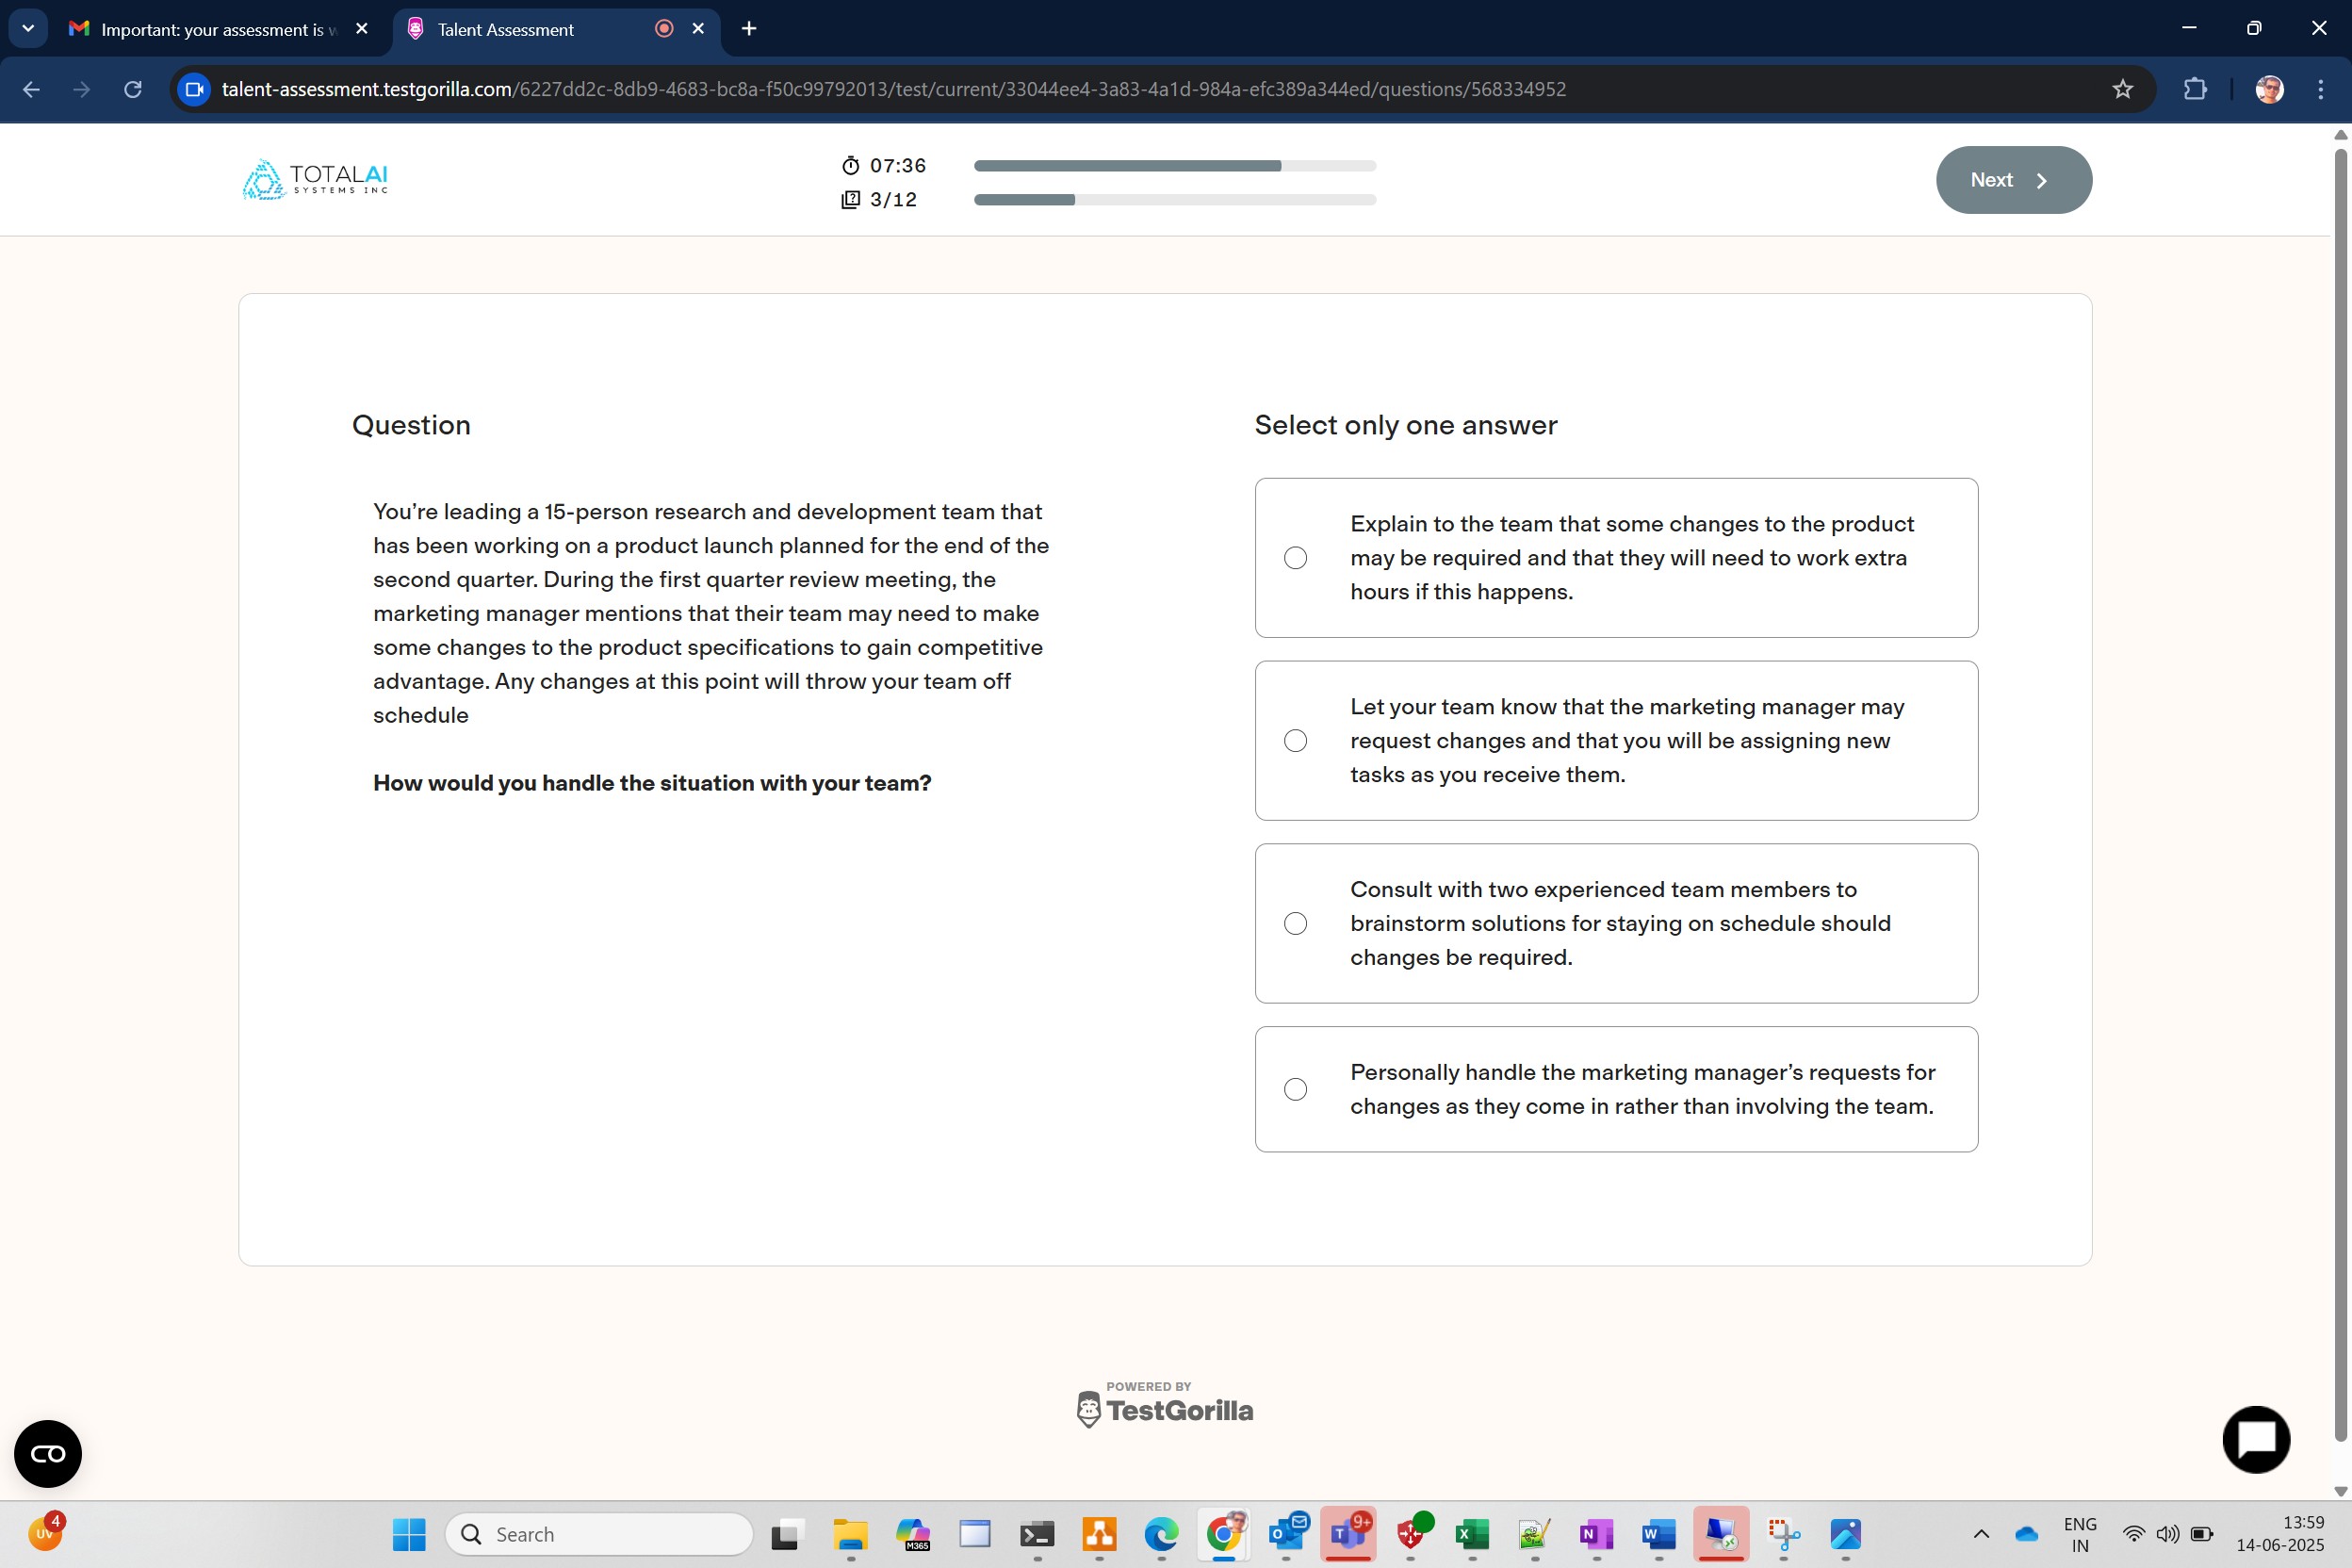 Important: your assessment is w
Talent Assessment
talent-assessment.testgorilla.com/6227dd2c-8db9-4683-bc8a-f50c99792013/test/current/33044ee4-3a83-4a1d-984a-efc389a344ed/questions/568334952
TOTALAI
SYSTEMS INC
07:36
3/12
Next
Question
You’re leading a 15-person research and development team that
has been working on a product launch planned for the end of the
second quarter. During the first quarter review meeting, the
marketing manager mentions that their team may need to make
some changes to the product specifications to gain competitive
advantage. Any changes at this point will throw your team off
schedule
How would you handle the situation with your team?
Select only one answer
Explain to the team that some changes to the product
may be required and that they will need to work extra
hours if this happens.
Let your team know that the marketing manager may
request changes and that you will be assigning new
tasks as you receive them.
Consult with two experienced team members to
brainstorm solutions for staying on schedule should
changes be required.
Personally handle the marketing manager’s requests for
changes as they come in rather than involving the team.
POWERED BY
TestGorilla
UV
4
Search
M365
9+
ENG
IN
13:59
14-06-2025